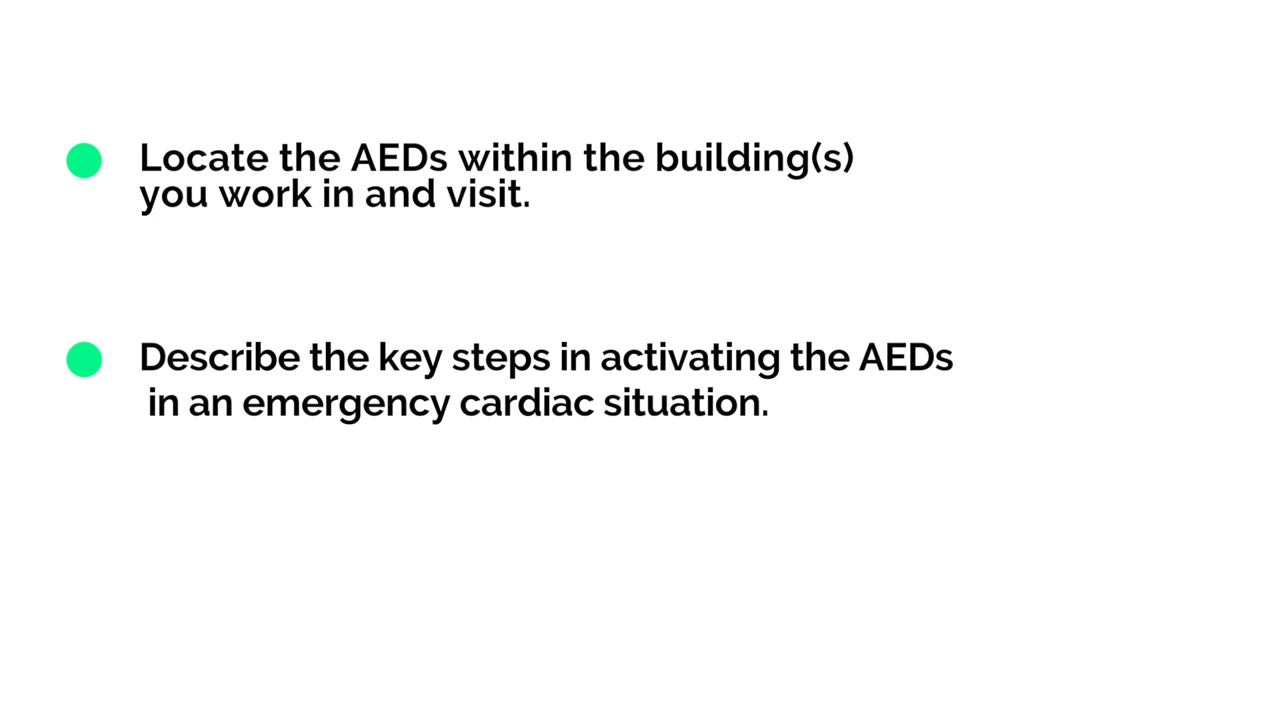 Locate the AEDs within the building(s)
you work in and visit.
Describe the key steps in activating the AEDs
in an emergency cardiac situation.